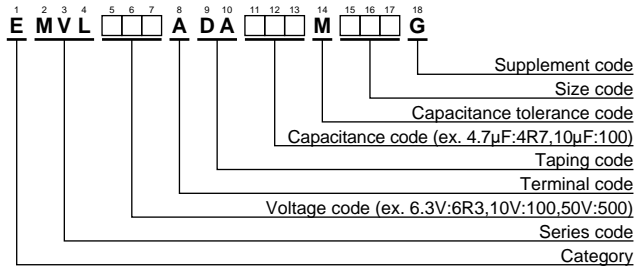 1 2 3 4 5 6 7 8 9 10 11 12 13 14 15 16 17 18
E M V L □□□ A D A □□□ M □□□ G
Supplement code
Size code
Capacitance tolerance code
Capacitance code (ex. 4.7μF:4R7,10μF:100)
Taping code
Terminal code
Voltage code (ex. 6.3V:6R3,10V:100,50V:500)
Series code
Category